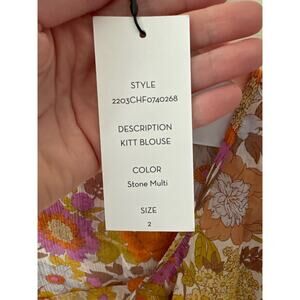 STYLE
2203CHF0740268
DESCRIPTION
KITT BLOUSE
COLOR
Stone Multi
SIZE
2